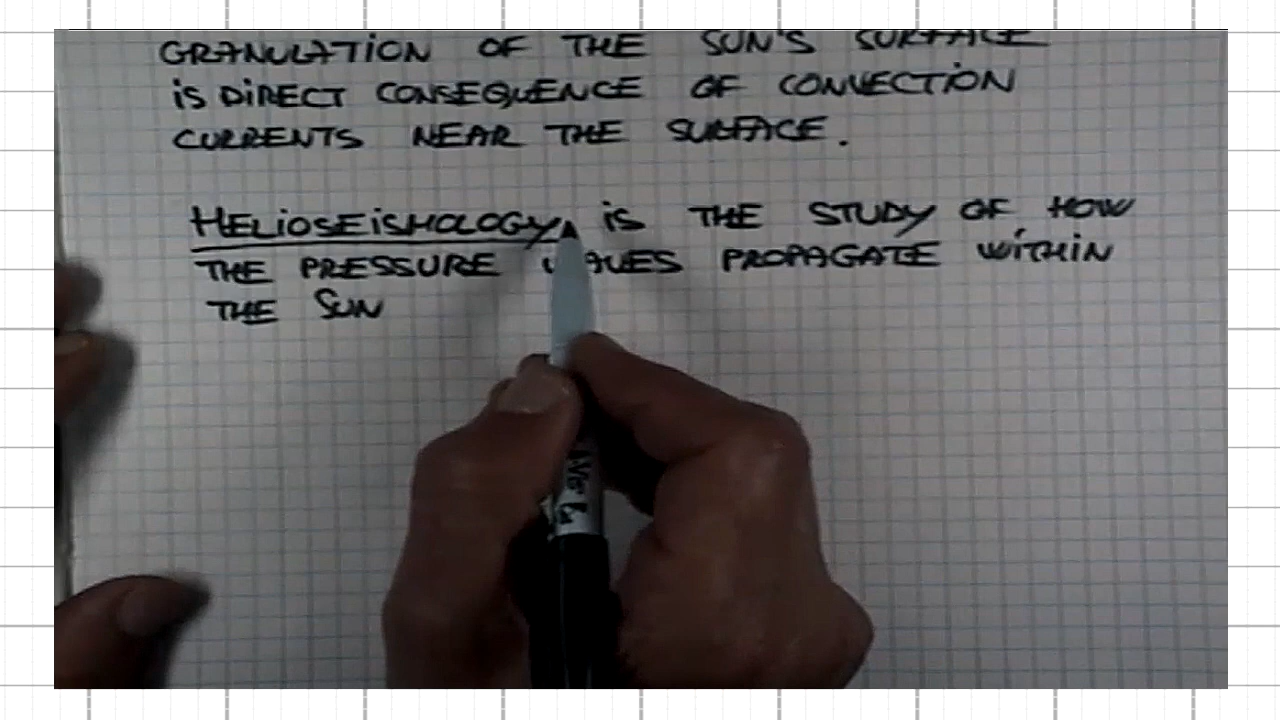 GRANULATION OF THE SUN'S SURFACE
is DIRECT CONSEQUENCE OF CONVECTION
CURRENTS NEAR THE SURFACE.
HELIOSEISMOLOGY is THE STUDY OF HOW
THE PRESSURE WAVES PROPAGATE WITHIN
THE SUN